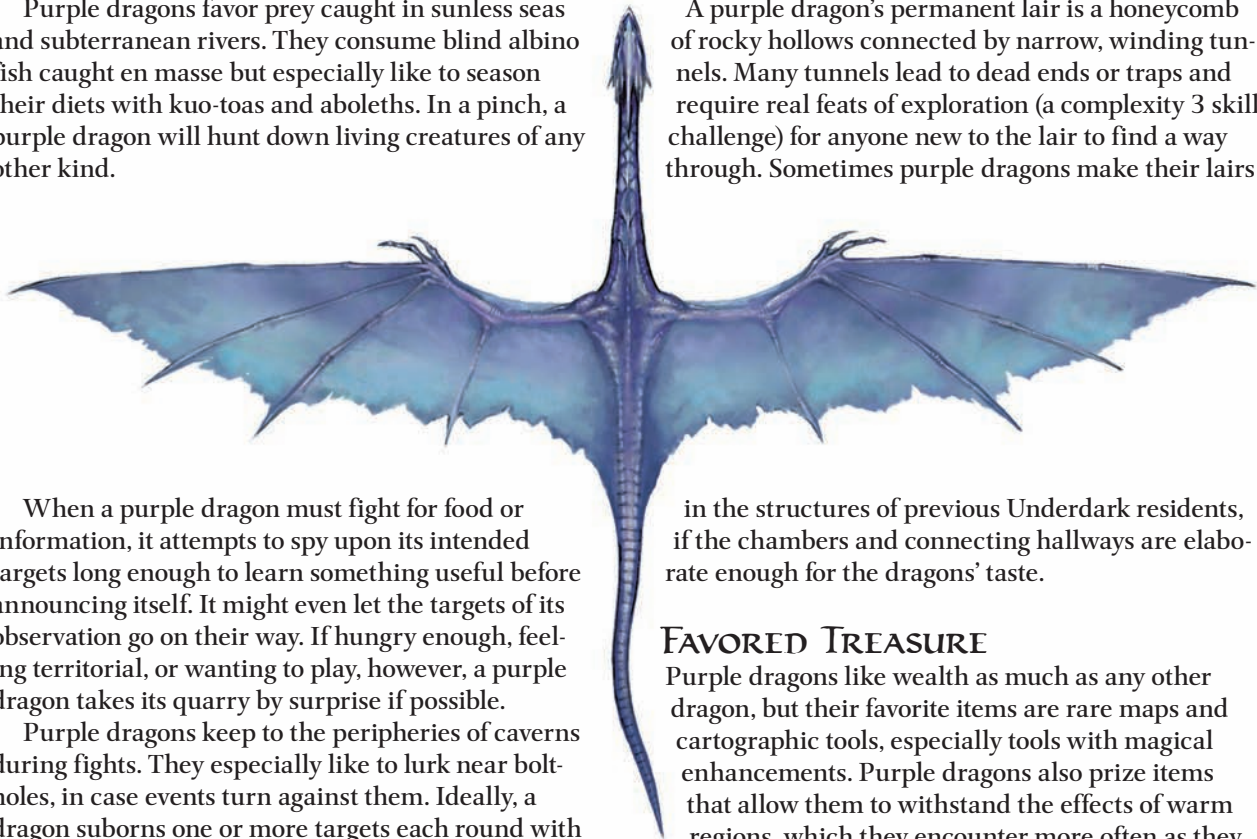 Purple dragons favor prey caught in sunless seas
and subterranean rivers. They consume blind albino
fish caught en masse but especially like to season
their diets with kuo-toas and aboleths. In a pinch, a
purple dragon will hunt down living creatures of any
other kind.
When a purple dragon must fight for food or
nformation, it attempts to spy upon its intended
targets long enough to learn something useful before
announcing itself. It might even let the targets of its
observation go on their way. If hungry enough, feel-
ng territorial, or wanting to play, however, a purple
dragon takes its quarry by surprise if possible.
Purple dragons keep to the peripheries of caverns
during fights. They especially like to lurk near bolt-
holes, in case events turn against them. Ideally, a
dragon suborns one or more targets each round with
A purple dragon's permanent lair is a honeycomb
of rocky hollows connected by narrow, winding tun-
nels. Many tunnels lead to dead ends or traps and
require real feats of exploration (a complexity 3 skill
challenge) for anyone new to the lair to find a way
through. Sometimes purple dragons make their lairs
in the structures of previous Underdark residents,
if the chambers and connecting hallways are elabo-
rate enough for the dragons' taste.
Favored Treasure
Purple dragons like wealth as much as any other
dragon, but their favorite items are rare maps and
cartographic tools, especially tools with magical
enhancements. Purple dragons also prize items
that allow them to withstand the effects of warm
regions, which they encounter more often as they